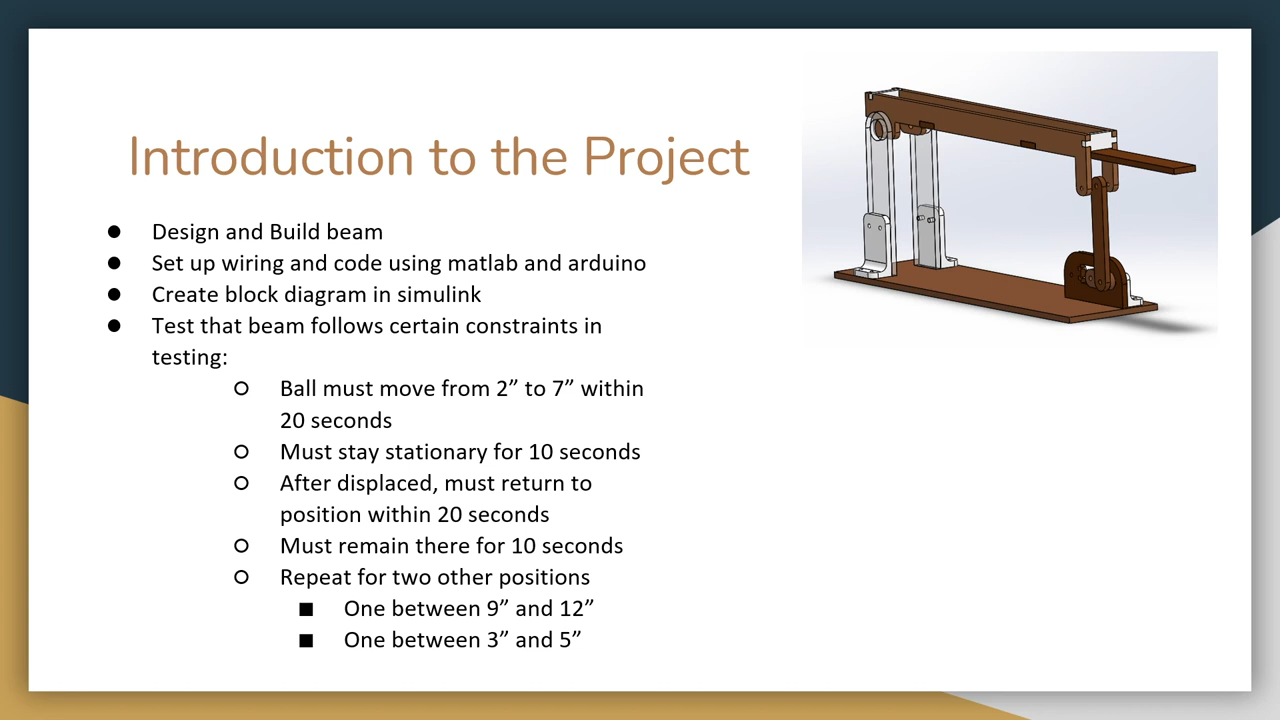 Introduction to the Project
● Design and Build beam
● Set up wiring and code using matlab and arduino
● Create block diagram in simulink
● Test that beam follows certain constraints in
testing:
○ Ball must move from 2” to 7” within
20 seconds
○ Must stay stationary for 10 seconds
○ After displaced, must return to
position within 20 seconds
○ Must remain there for 10 seconds
○ Repeat for two other positions
■ One between 9” and 12”
■ One between 3” and 5”